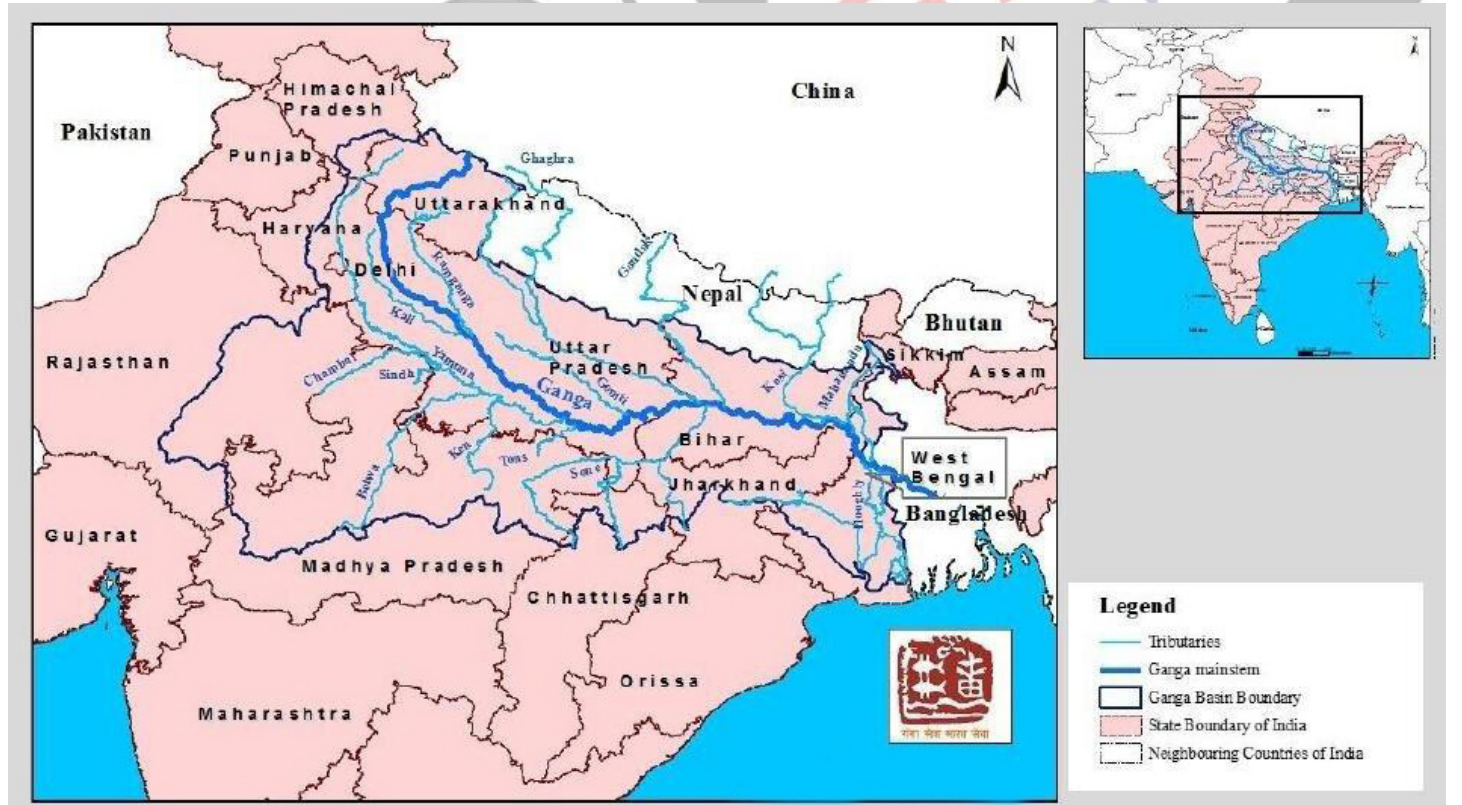 N
China
Himachal
Pradesh
Pakistan
Punjab
Ghaghra
Uttarakhand
Haryana
Delhi
Ramganga
Gandak
Nepal
Bhutan
Kali
Rajasthan
Uttar
Pradesh
Sikkim
Assam
Chambal
Sindh
Yamuna
Ganga
Gomti
Kosi
Mahananda
Bihar
West
Bengal
Betwa
Ken
Tons
Sone
Jharkhand
Hooghly
Bangladesh
Gujarat
Madhya Pradesh
Chhattisgarh
Orissa
Maharashtra
Legend
Tributaries
Ganga mainstem
Ganga Basin Boundary
State Boundary of India
Neighbouring Countries of India